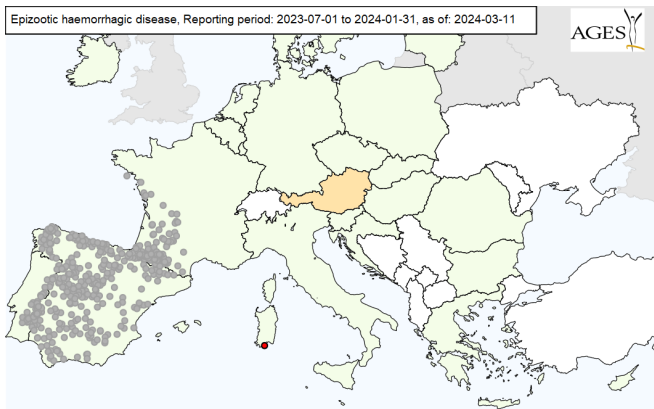 Epizootic haemorrhagic disease, Reporting period: 2023-07-01 to 2024-01-31, as of: 2024-03-11
AGES